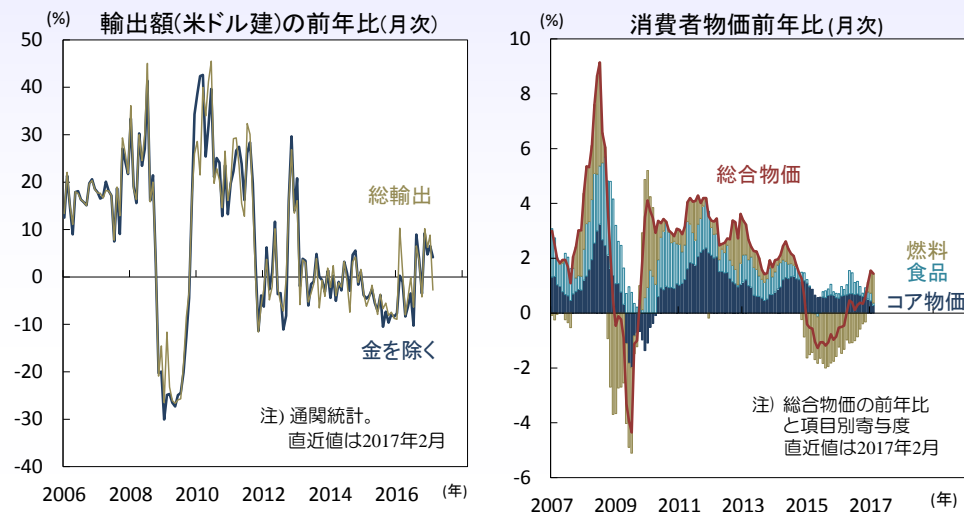 輸出額(米ドル建)の前年比(月次)
(%)
50
40
30
20
10
0
-10
-20
-30
-40
総輸出
金を除く
注) 通関統計。
直近値は2017年2月
2006 2008 2010 2012 2014 2016 (年)
消費者物価前年比(月次)
(%)
10
8
6
4
2
0
-2
-4
-6
総合物価
燃料
食品
コア物価
注) 総合物価の前年比
と項目別寄与度
直近値は2017年2月
2007 2009 2011 2013 2015 2017 (年)